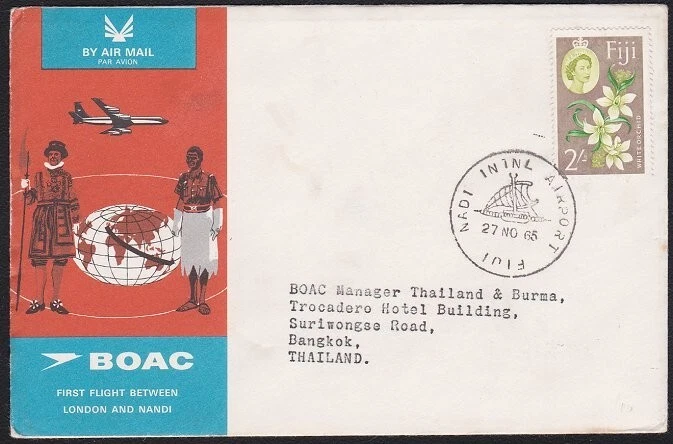 BY AIR MAIL
PAR AVION
BOAC
FIRST FLIGHT BETWEEN
LONDON AND NANDI
Fiji
2/-
WHITE ORCHID
NADI INTNL AIRPORT
27 NO 65
FIJI
BOAC Manager Thailand & Burma,
Trocadero Hotel Building,
Suriwongse Road,
Bangkok,
THAILAND.